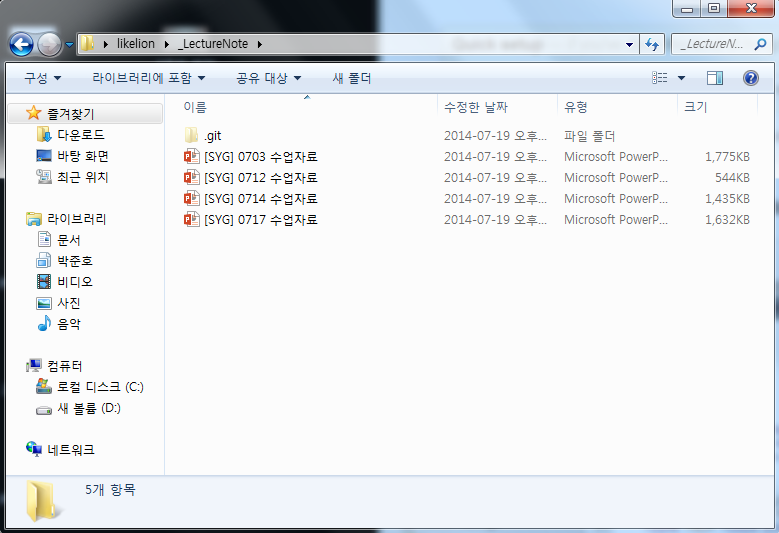 likelion ▸ _LectureNote ▸
_LectureN...
구성 라이브러리에 포함 공유 대상 새 폴더
즐겨찾기
다운로드
바탕 화면
최근 위치
라이브러리
문서
박준호
비디오
사진
음악
컴퓨터
로컬 디스크 (C:)
새 볼륨 (D:)
네트워크
이름 수정한 날짜 유형 크기
.git 2014-07-19 오후... 파일 폴더
[SYG] 0703 수업자료 2014-07-19 오후... Microsoft PowerP... 1,775KB
[SYG] 0712 수업자료 2014-07-19 오후... Microsoft PowerP... 544KB
[SYG] 0714 수업자료 2014-07-19 오후... Microsoft PowerP... 1,435KB
[SYG] 0717 수업자료 2014-07-19 오후... Microsoft PowerP... 1,632KB
5개 항목